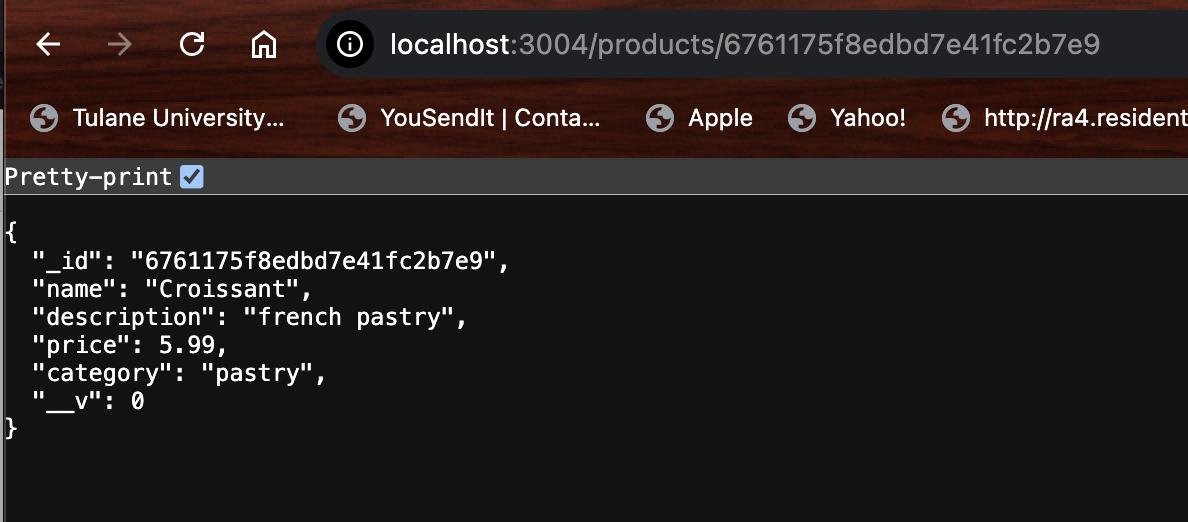 localhost:3004/products/6761175f8edbd7e41fc2b7e9
Tulane University... YouSendIt | Conta... Apple Yahoo! http://ra4.resident
Pretty-print
{
"_id": "6761175f8edbd7e41fc2b7e9",
"name": "Croissant",
"description": "french pastry",
"price": 5.99,
"category": "pastry",
"__v": 0
}